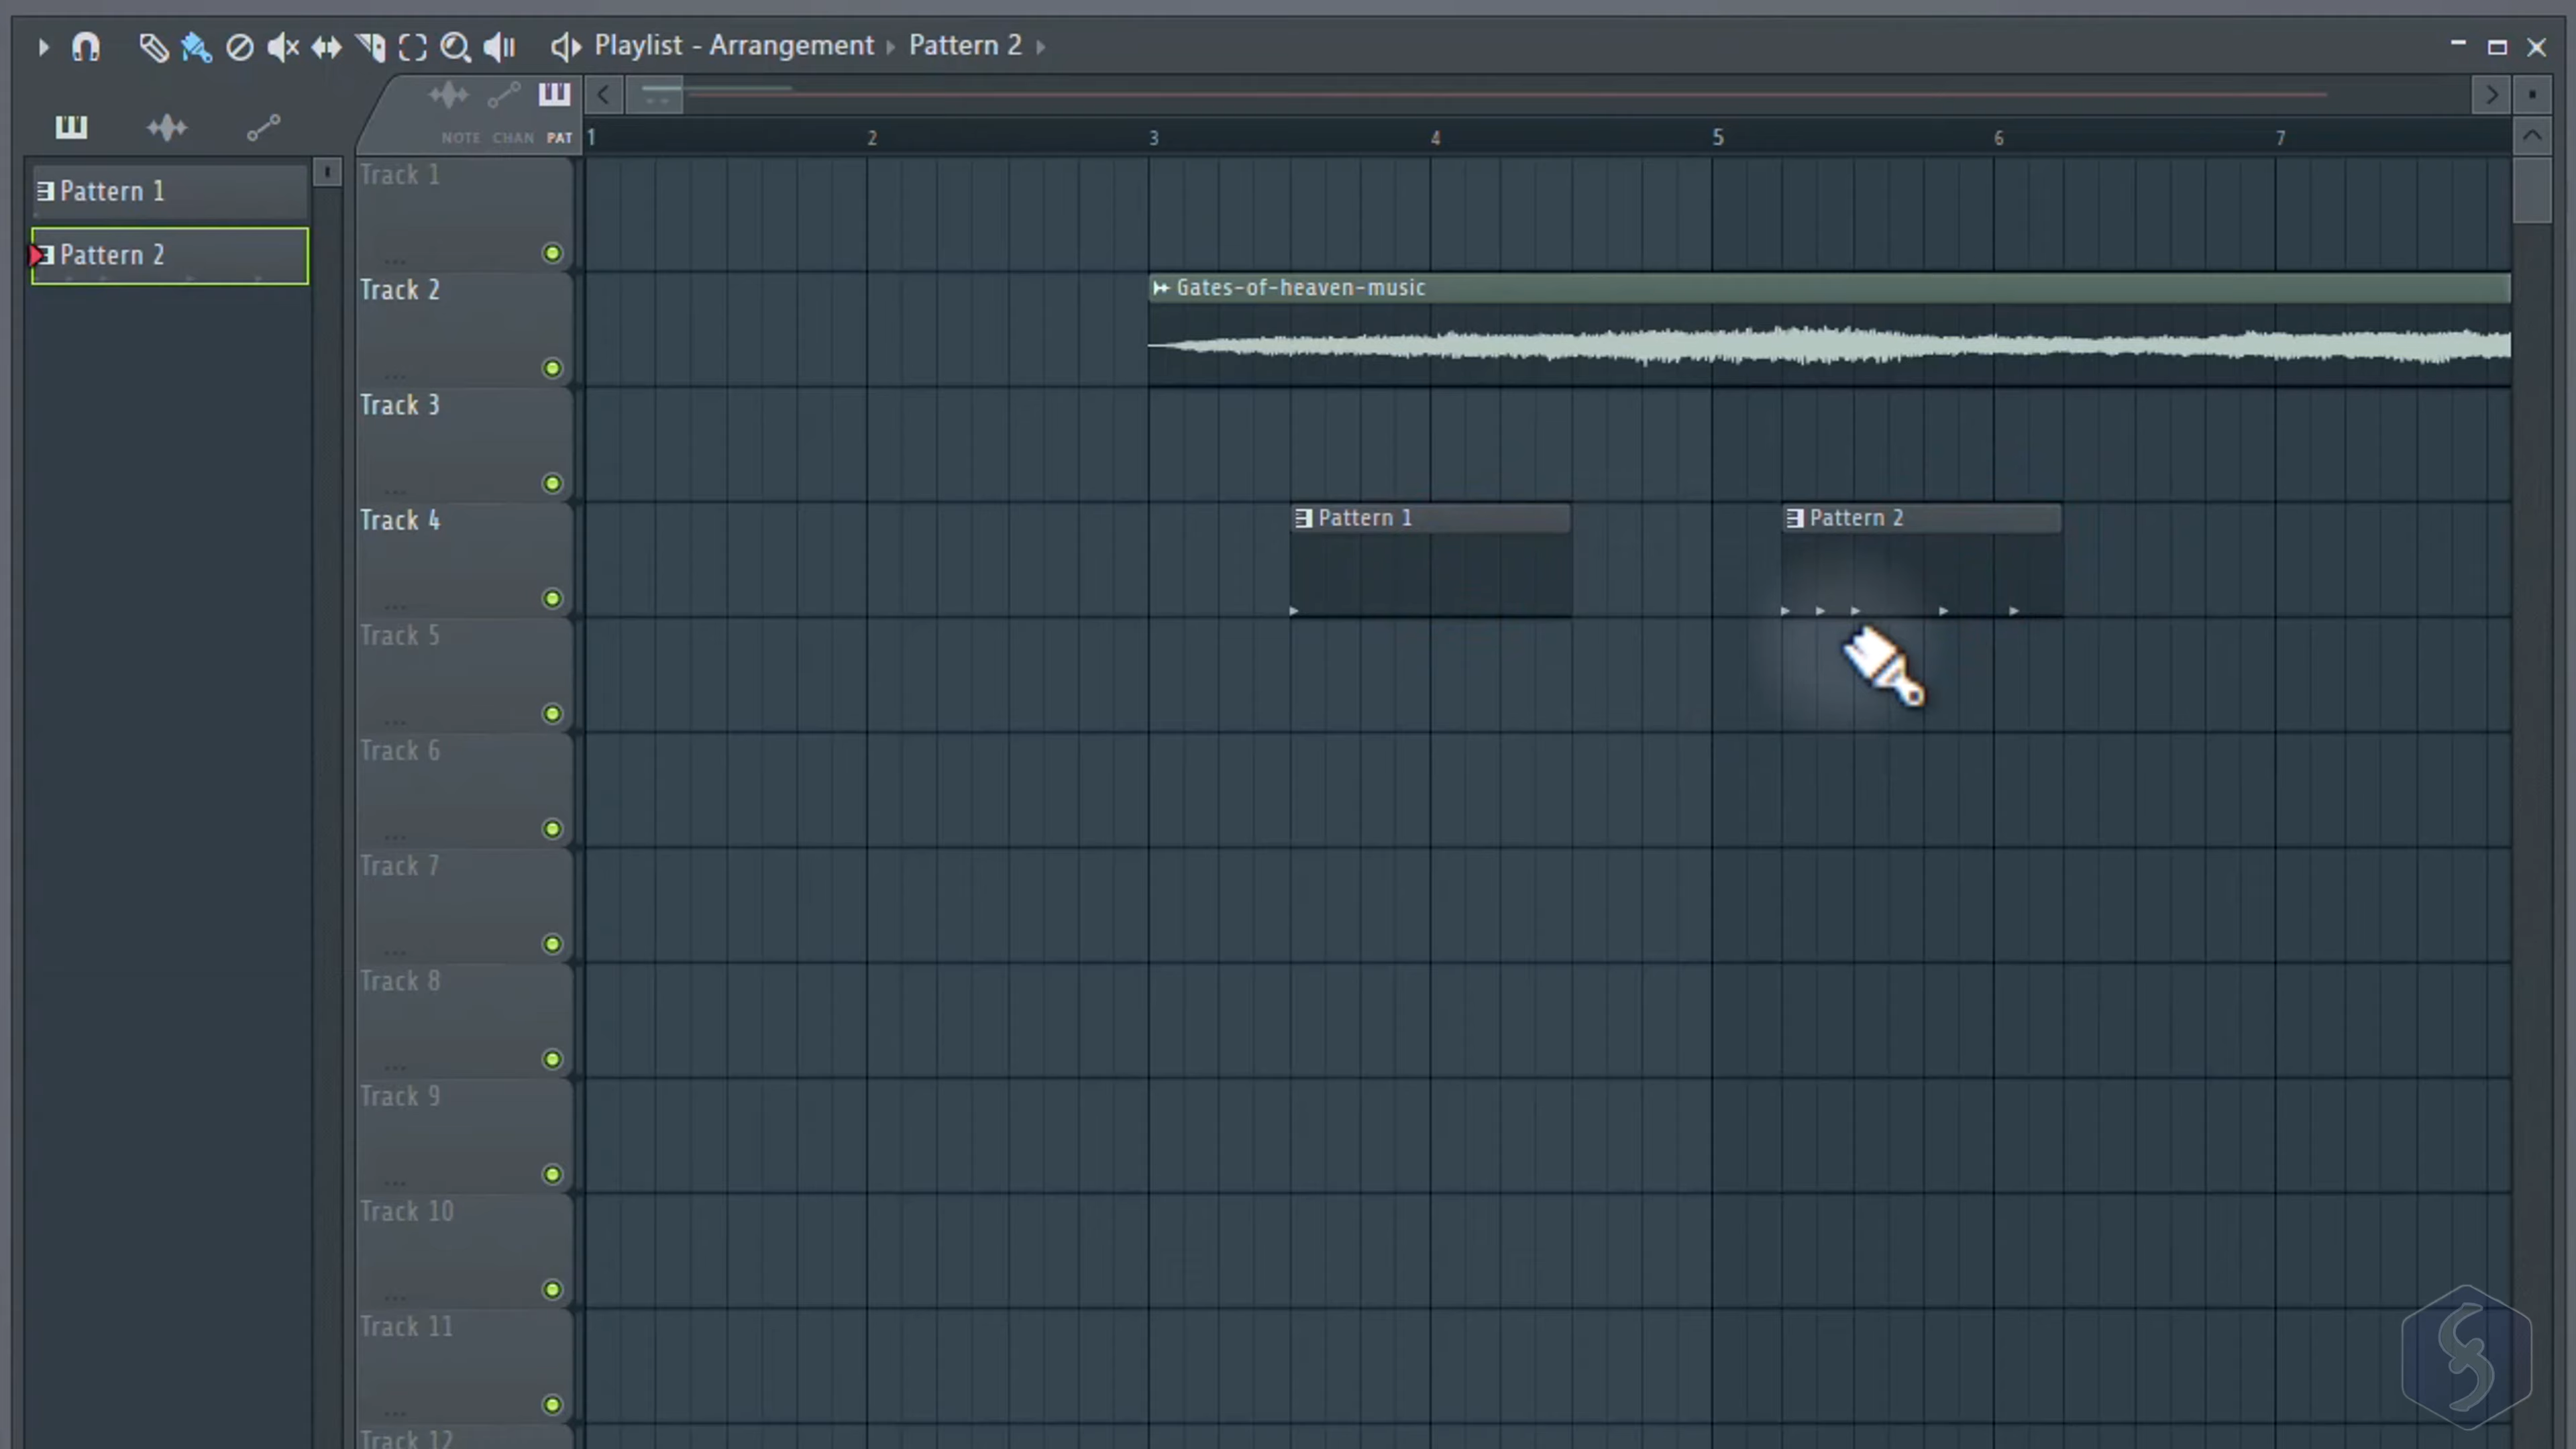 Playlist - Arrangement Pattern 2
NOTE CHAN PAT
1 2 3 4 5 6 7
Pattern 1
Pattern 2
Track 1
Track 2
Gates-of-heaven-music
Track 3
Track 4
Pattern 1
Pattern 2
Track 5
Track 6
Track 7
Track 8
Track 9
Track 10
Track 11
Track 12